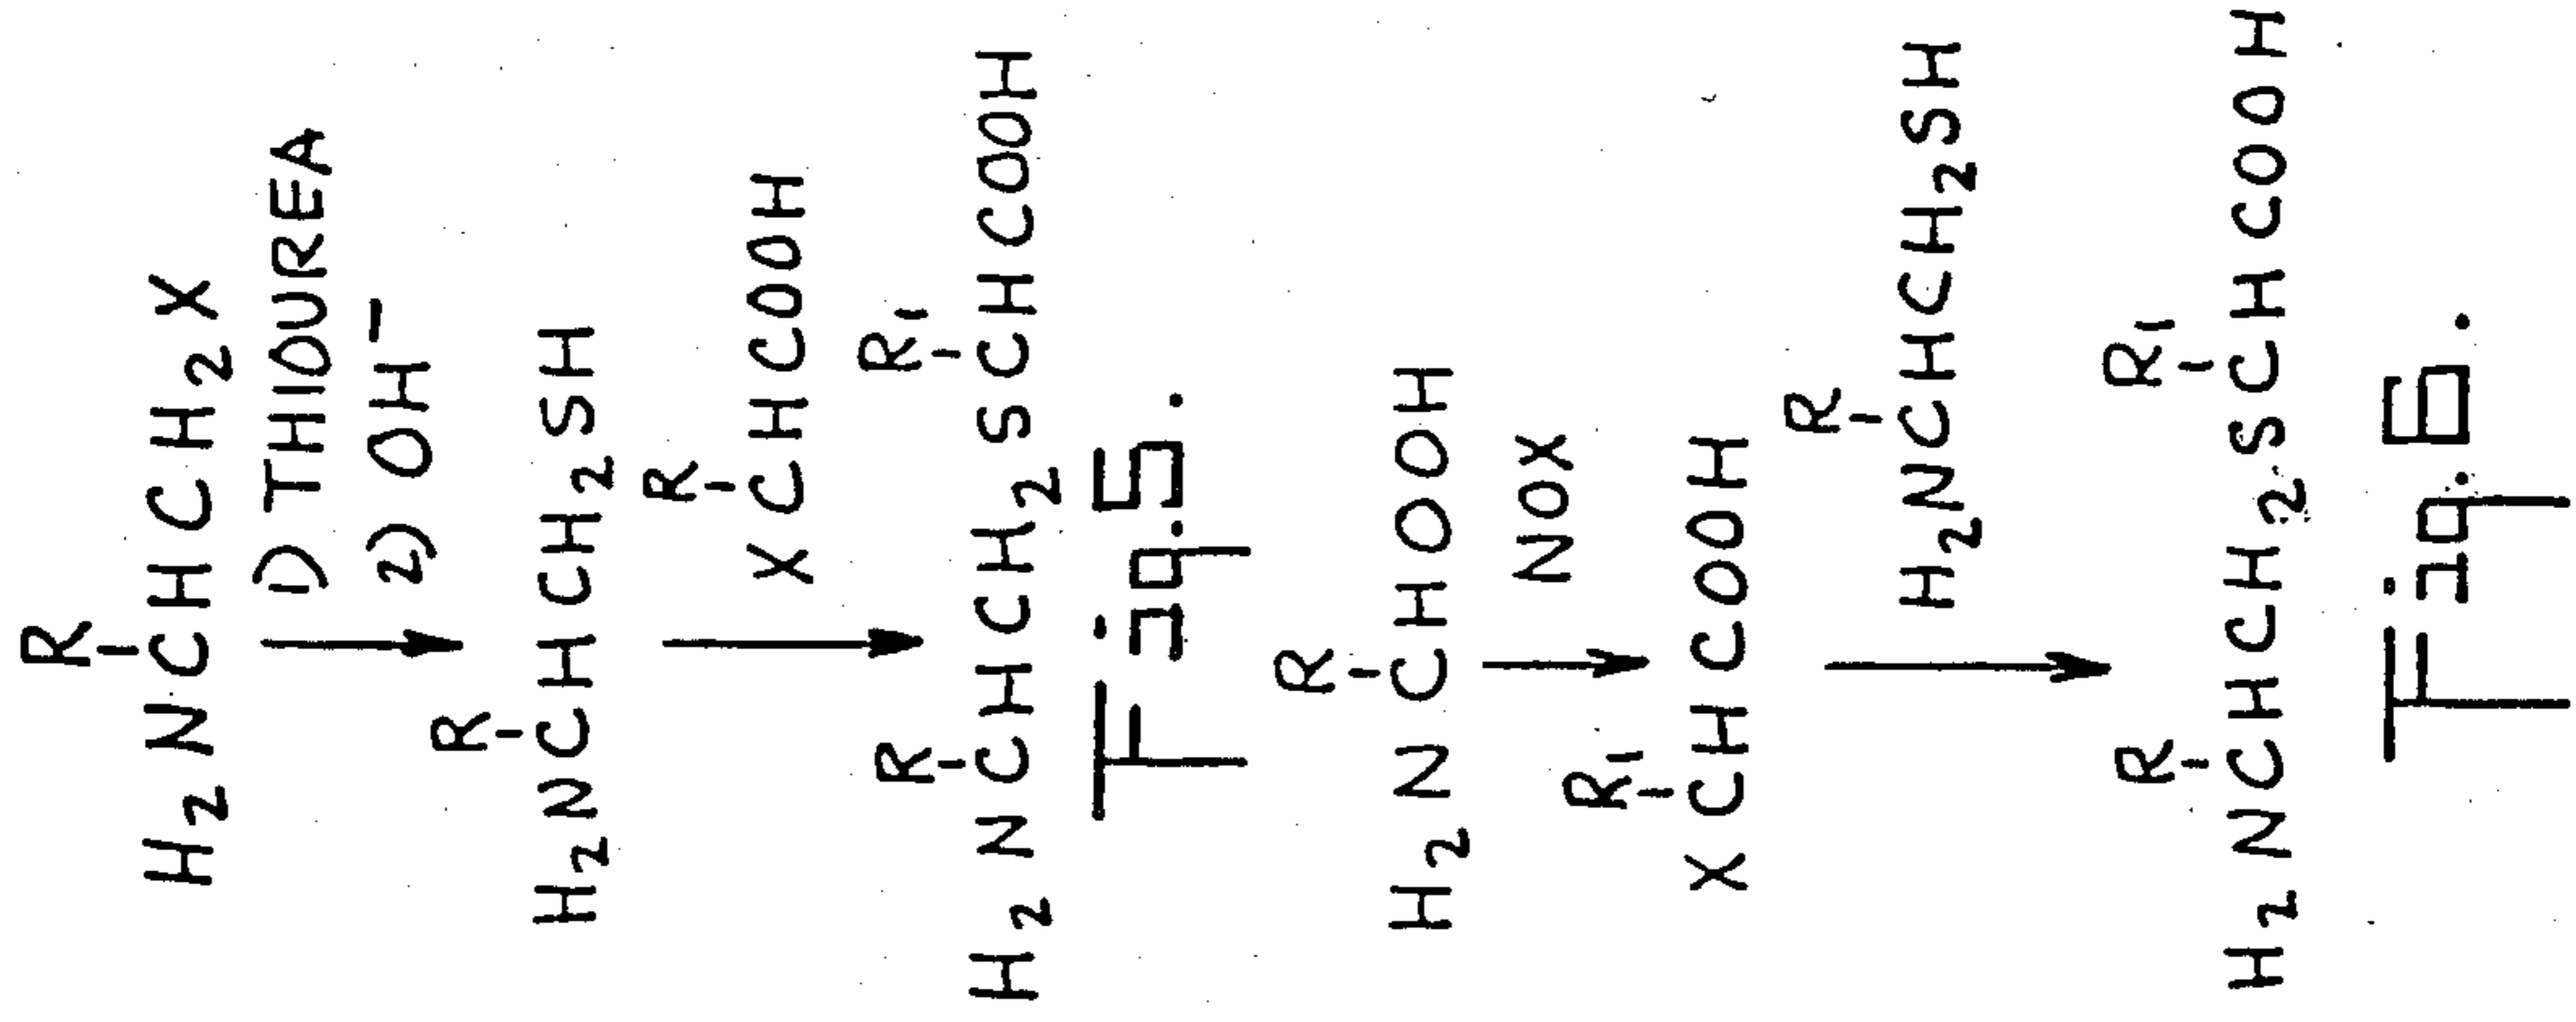 R
H₂NCHCH₂X
1) THIOUREA
2) OH⁻
R
H₂NCHCH₂SH
R
XCHCOOH
R R₁
H₂NCHCH₂SCHCOOH
Fig.5.
R
H₂NCHOOH
NOX
R₁
XCHCOOH
R
H₂NCHCH₂SH
R R₁
H₂NCHCH₂SCHCOOH
Fig.6.